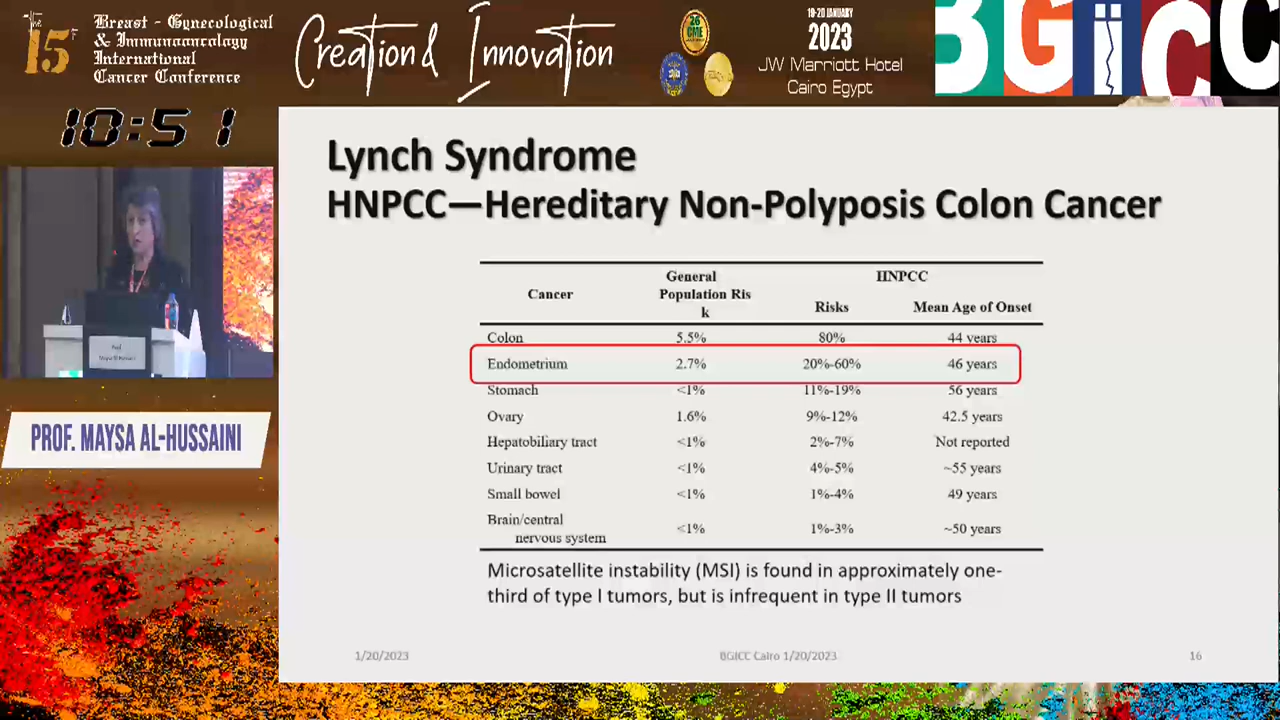 The 15th
Breast - Gynecological
& Immunoancology
International
Cancer Conference
Creation & Innovation
26
CME
18-20 JANUARY
2023
JW Marriott Hotel
Cairo Egypt
BGICC
10:51
Lynch Syndrome
HNPCC—Hereditary Non-Polyposis Colon Cancer
Cancer General Population Ris k HNPCC
Risks Mean Age of Onset
Colon 5.5% 80% 44 years
Endometrium 2.7% 20%-60% 46 years
Stomach <1% 11%-19% 56 years
Ovary 1.6% 9%-12% 42.5 years
Hepatobiliary tract <1% 2%-7% Not reported
Urinary tract <1% 4%-5% ~55 years
Small bowel <1% 1%-4% 49 years
Brain/central
nervous system <1% 1%-3% ~50 years
Microsatellite instability (MSI) is found in approximately one-
third of type I tumors, but is infrequent in type II tumors
1/20/2023 BGICC Cairo 1/20/2023 16
Prof.
PROF. MAYSA AL-HUSSAINI